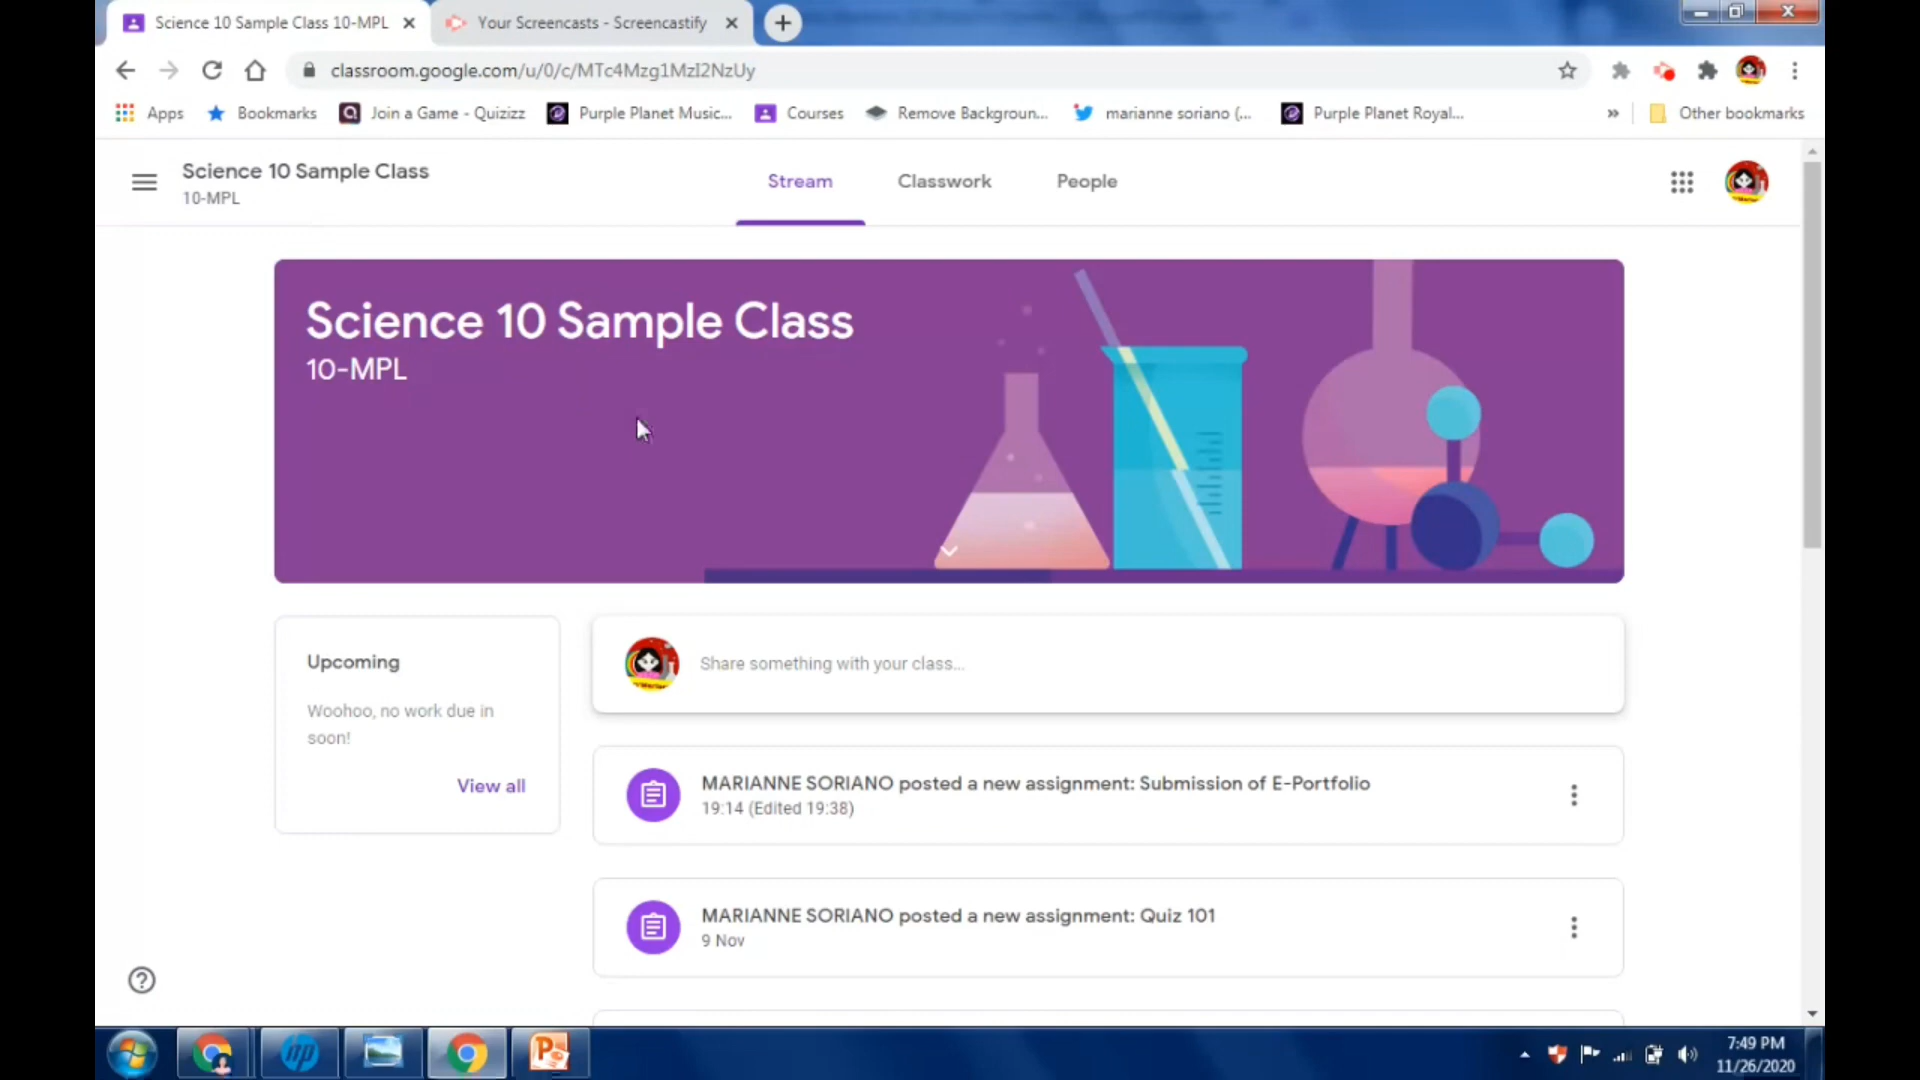 Science 10 Sample Class 10-MPL
Your Screencasts - Screencastify
classroom.google.com/u/0/c/MTc4Mzg1MzI2NzUy
Apps
Bookmarks
Join a Game - Quizizz
Purple Planet Music...
Courses
Remove Backgroun...
marianne soriano (...
Purple Planet Royal...
Other bookmarks
Science 10 Sample Class
10-MPL
Stream
Classwork
People
Science 10 Sample Class
10-MPL
Upcoming
Woohoo, no work due in
soon!
View all
Share something with your class...
MARIANNE SORIANO posted a new assignment: Submission of E-Portfolio
19:14 (Edited 19:38)
MARIANNE SORIANO posted a new assignment: Quiz 101
9 Nov
7:49 PM
11/26/2020